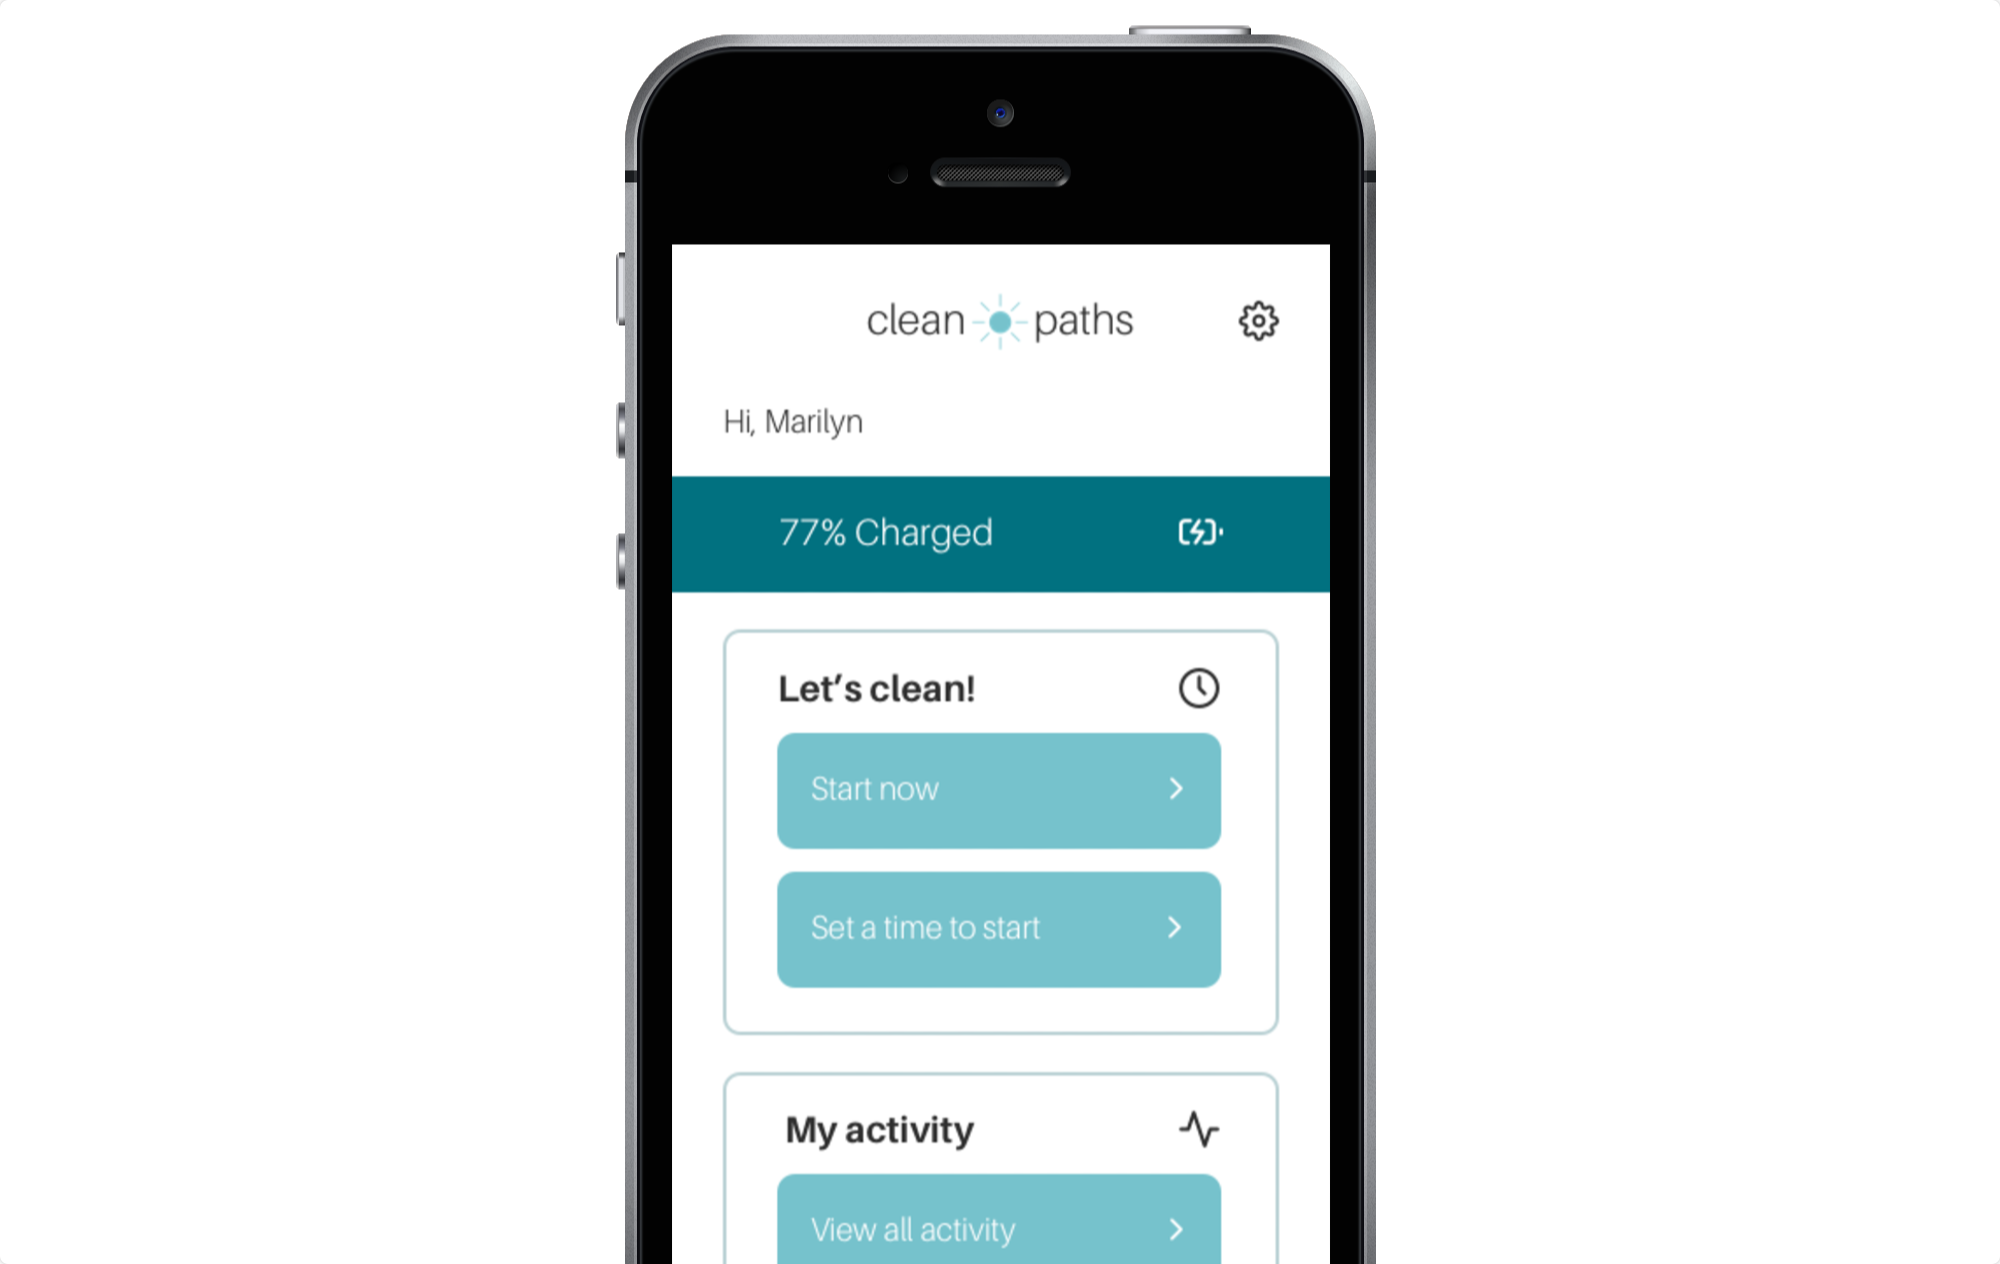 clean paths
Hi, Marilyn
77% Charged
Let's clean!
Start now
Set a time to start
My activity
View all activity